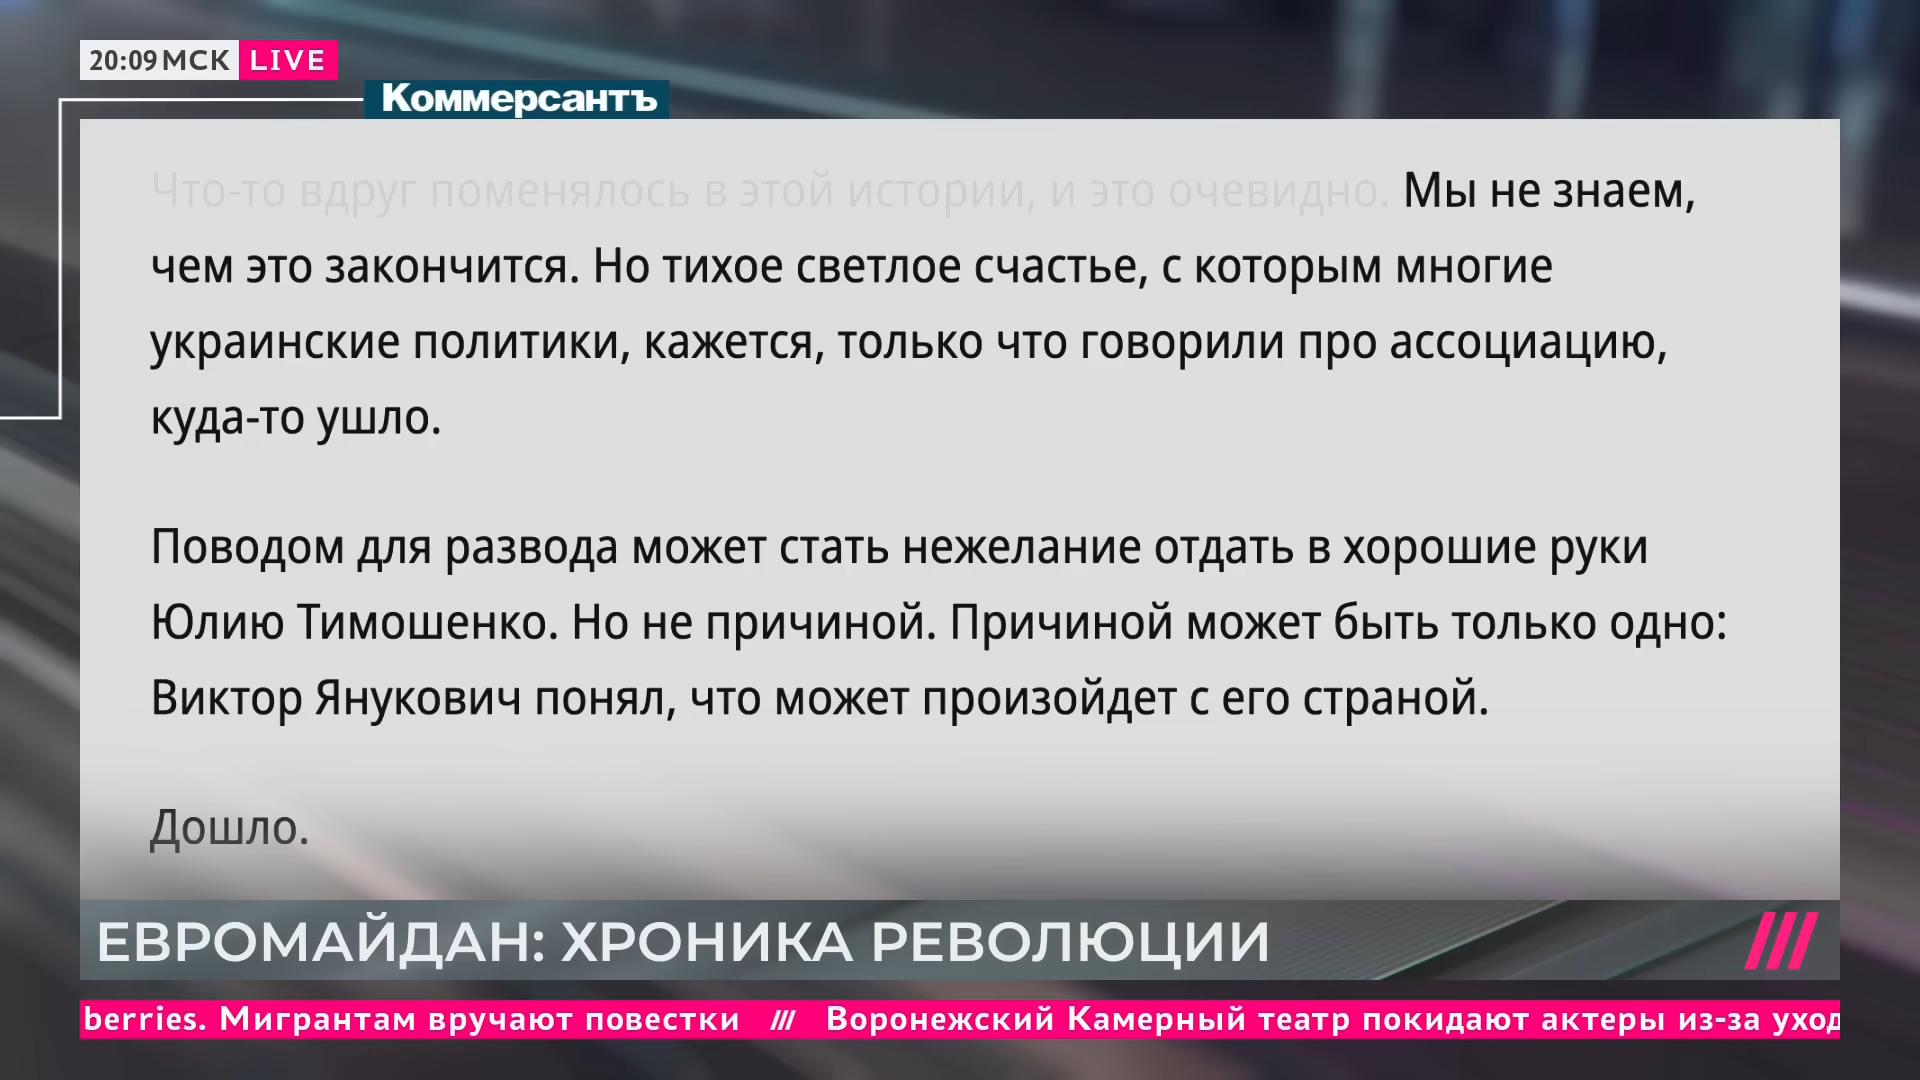 20:09 МСК LIVE
Коммерсантъ
Что-то вдруг поменялось в этой истории, и это очевидно. Мы не знаем,
чем это закончится. Но тихое светлое счастье, с которым многие
украинские политики, кажется, только что говорили про ассоциацию,
куда-то ушло.
Поводом для развода может стать нежелание отдать в хорошие руки
Юлию Тимошенко. Но не причиной. Причиной может быть только одно:
Виктор Янукович понял, что может произойдет с его страной.
Дошло.
ЕВРОМАЙДАН: ХРОНИКА РЕВОЛЮЦИИ
berries. Мигрантам вручают повестки /// Воронежский Камерный театр покидают актеры из-за уход